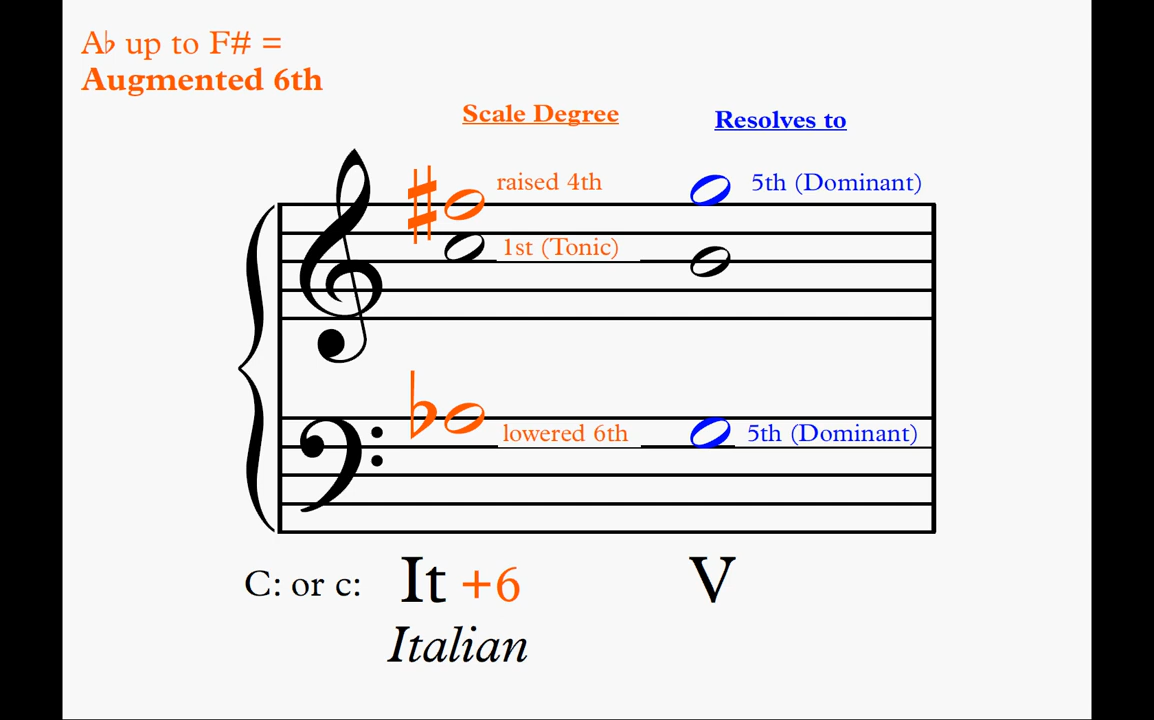 A♭ up to F# =
Augmented 6th
Scale Degree
Resolves to
raised 4th
5th (Dominant)
1st (Tonic)
lowered 6th
5th (Dominant)
C: or c:
It +6
V
Italian